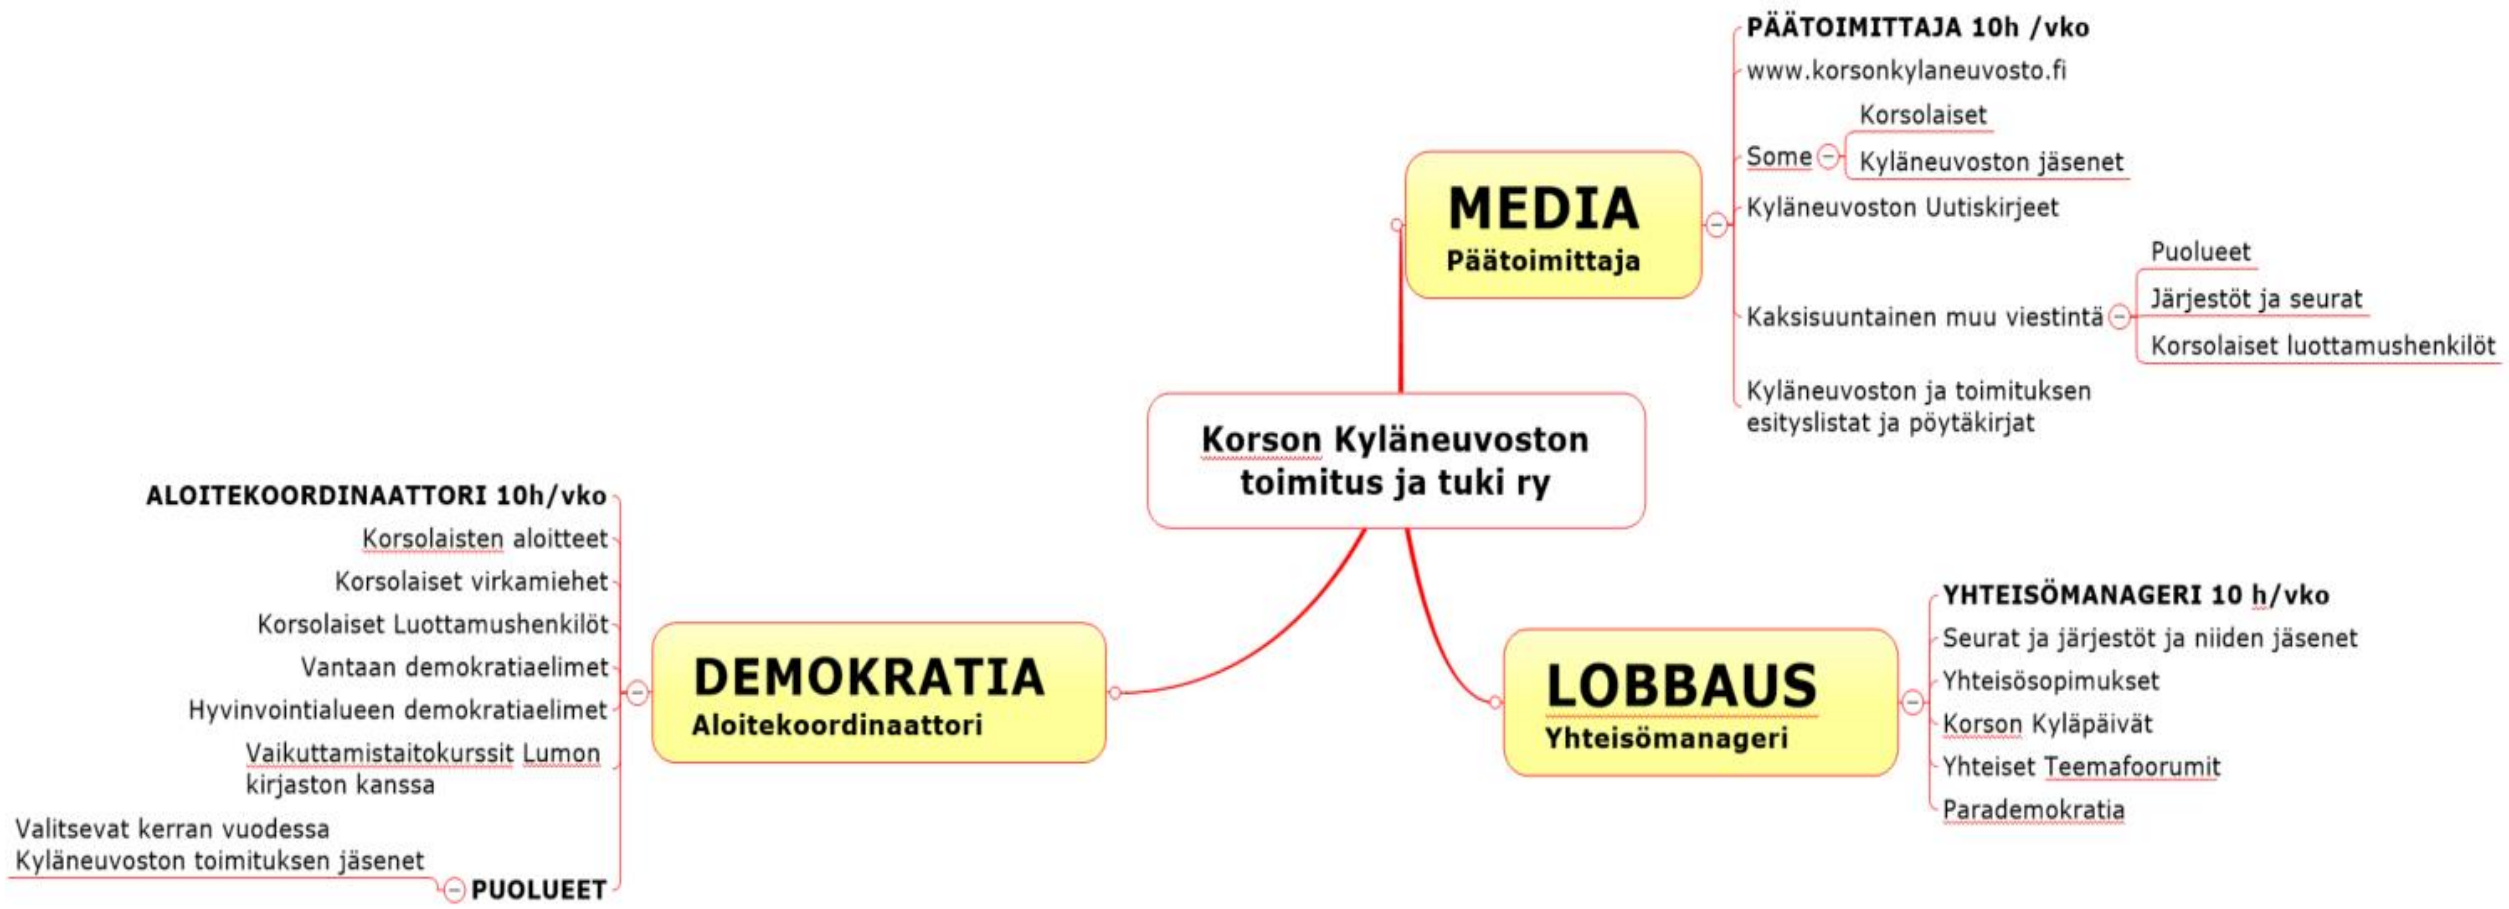 PÄÄTOIMITTAJA 10h /vko
www.korsonkylaneuvosto.fi
Korsolaiset
Some
Kyläneuvoston jäsenet
Kyläneuvoston Uutiskirjeet
MEDIA
Päätoimittaja
Puolueet
Järjestöt ja seurat
Kaksisuuntainen muu viestintä
Korsolaiset luottamushenkilöt
Kyläneuvoston ja toimituksen
esityslistat ja pöytäkirjat
Korson Kyläneuvoston
toimitus ja tuki ry
ALOITEKOORDINAATTORI 10h/vko
Korsolaisten aloitteet
Korsolaiset virkamiehet
Korsolaiset Luottamushenkilöt
Vantaan demokratiaelimet
Hyvinvointialueen demokratiaelimet
Vaikuttamistaitokurssit Lumon
kirjaston kanssa
Valitsevat kerran vuodessa
Kyläneuvoston toimituksen jäsenet
PUOLUEET
DEMOKRATIA
Aloitekoordinaattori
LOBBAUS
Yhteisömanageri
YHTEISÖMANAGERI 10 h/vko
Seurat ja järjestöt ja niiden jäsenet
Yhteisösopimukset
Korson Kyläpäivät
Yhteiset Teemafoorumit
Parademokratia